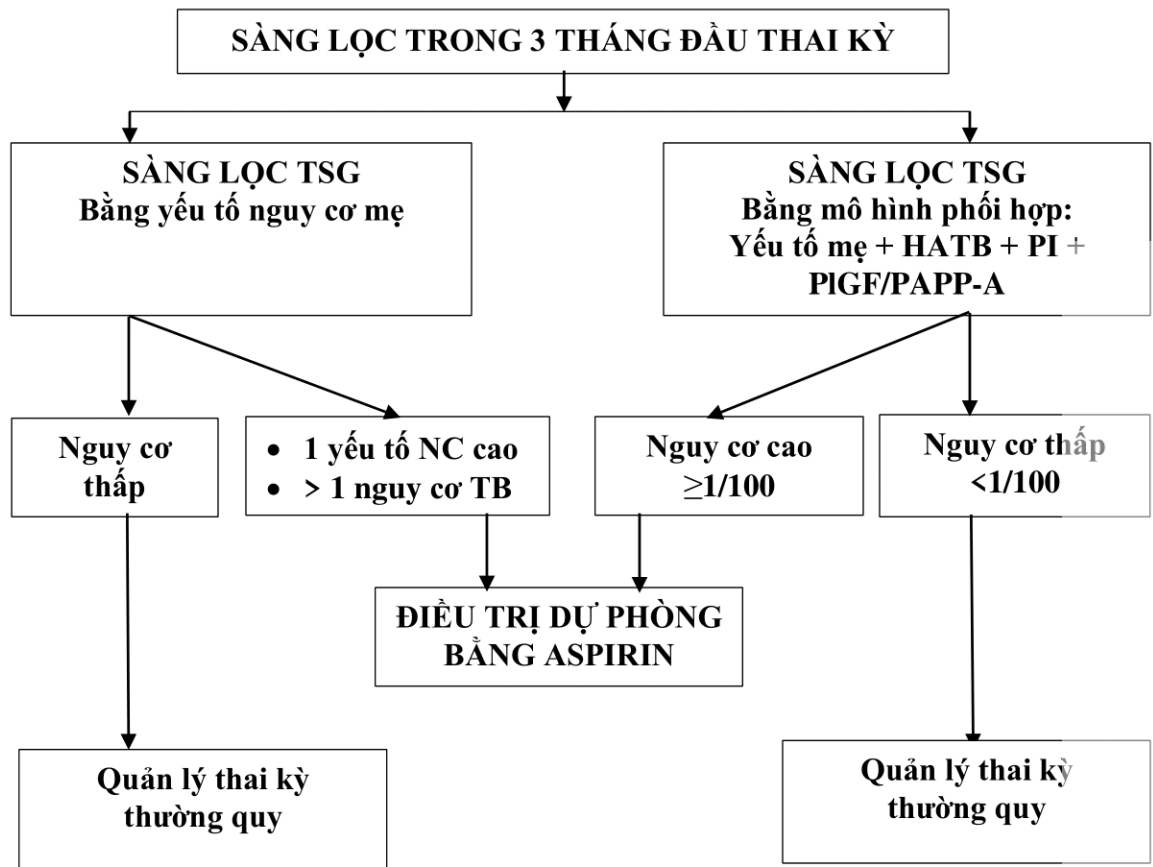 SÀNG LỌC TRONG 3 THÁNG ĐẦU THAI KỲ
SÀNG LỌC TSG
Bằng yếu tố nguy cơ mẹ
SÀNG LỌC TSG
Bằng mô hình phối hợp:
Yếu tố mẹ + HATB + PI +
PlGF/PAPP-A
Nguy cơ
thấp
• 1 yếu tố NC cao
• > 1 nguy cơ TB
Nguy cơ cao
≥1/100
Nguy cơ thấp
<1/100
ĐIỀU TRỊ DỰ PHÒNG
BẰNG ASPIRIN
Quản lý thai kỳ
thường quy
Quản lý thai kỳ
thường quy